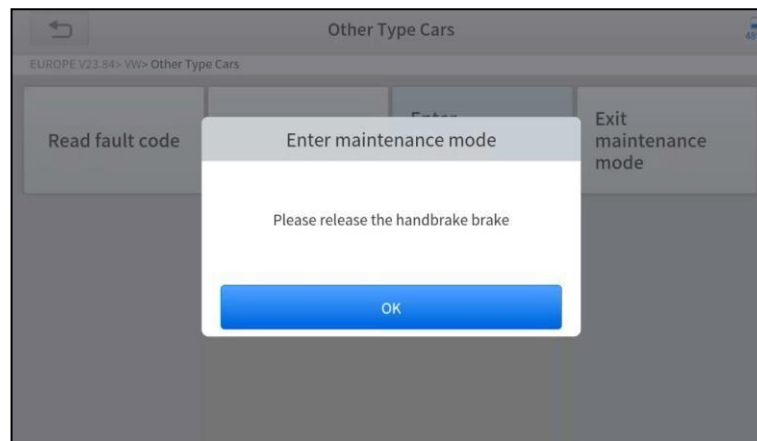 Other Type Cars
EUROPE V23.84> VW> Other Type Cars
Read fault code
Enter maintenance mode
Exit
maintenance
mode
Please release the handbrake brake
OK